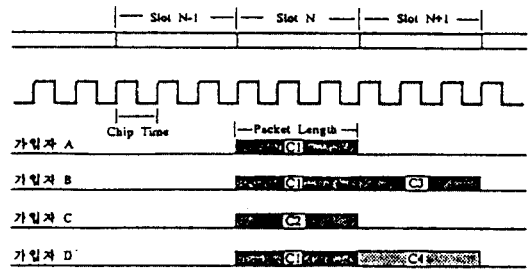 Slot N-1 Slot N Slot N+1
Chip Time
Packet Length
가입자 A C1
가입자 B C1 C3
가입자 C C2
가입자 D C1 C4